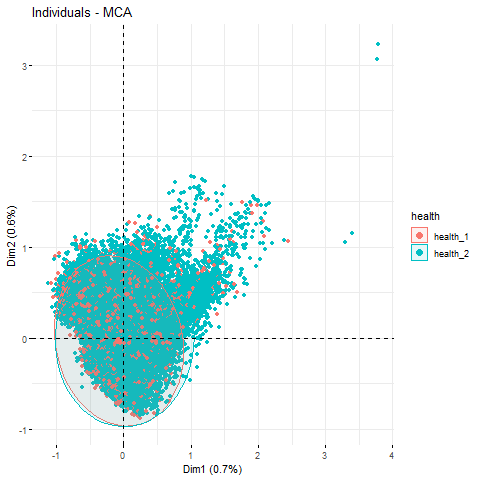 Individuals - MCA
3
2
1
0
-1
Dim2 (0.6%)
-1
0
1
2
3
4
Dim1 (0.7%)
health
health_1
health_2